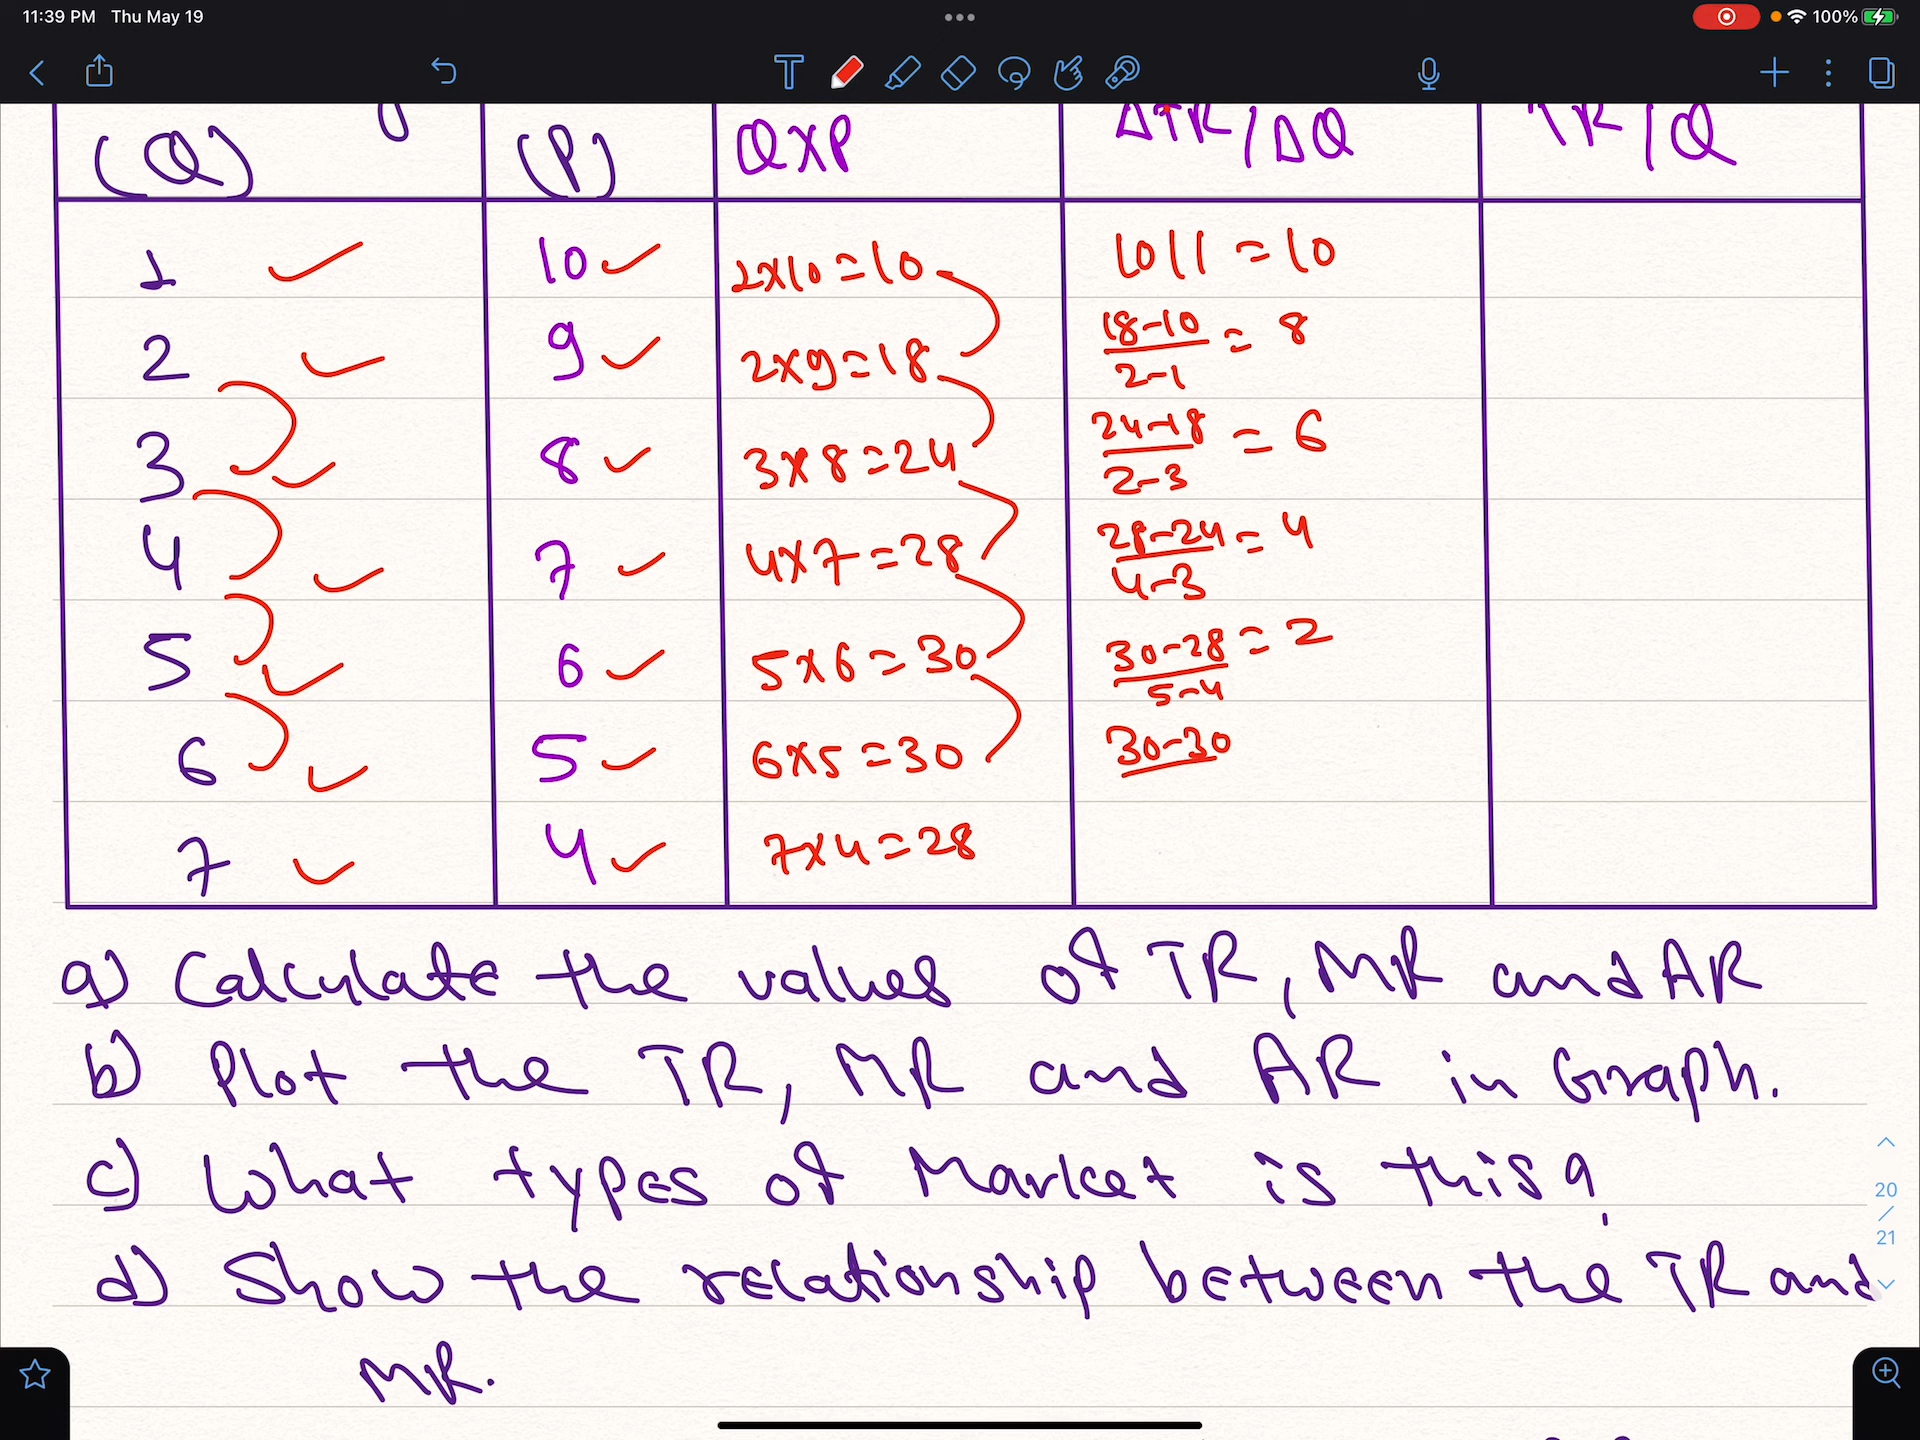 11:39 PM Thu May 19
100%
(Q) (P) QXP ΔTR/ΔQ TR/Q
1 10 1x10=10 10/1 = 10
2 9 2x9=18 18-10 = 8
2-1
3 8 3x8=24 24-18 = 6
2-3
4 7 4x7=28 28-24 = 4
4-3
5 6 5x6=30 30-28 = 2
5-4
6 5 6x5=30 30-30
7 4 7x4=28
a) Calculate the values of TR, MR and AR
b) Plot the TR, MR and AR in Graph.
c) What types of Market is this?
d) Show the relationship between the TR and
MR.
20
/
21